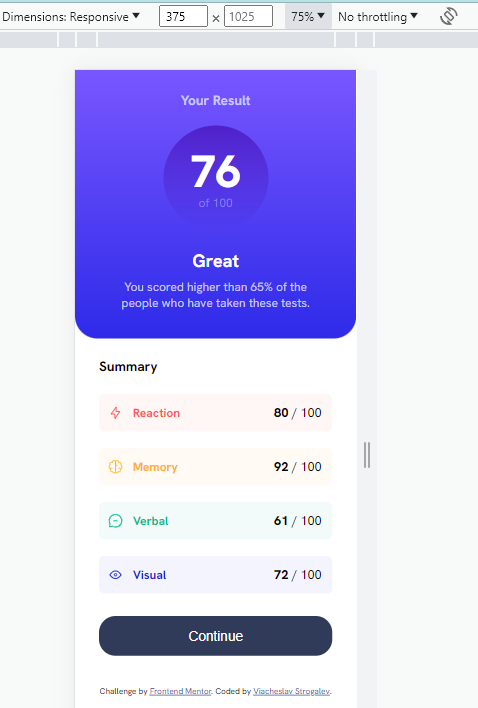 Dimensions: Responsive 375 × 1025 75% No throttling
Your Result
76
of 100
Great
You scored higher than 65% of the
people who have taken these tests.
Summary
Reaction 80 / 100
Memory 92 / 100
Verbal 61 / 100
Visual 72 / 100
Continue
Challenge by Frontend Mentor. Coded by Viacheslav Strogalev.